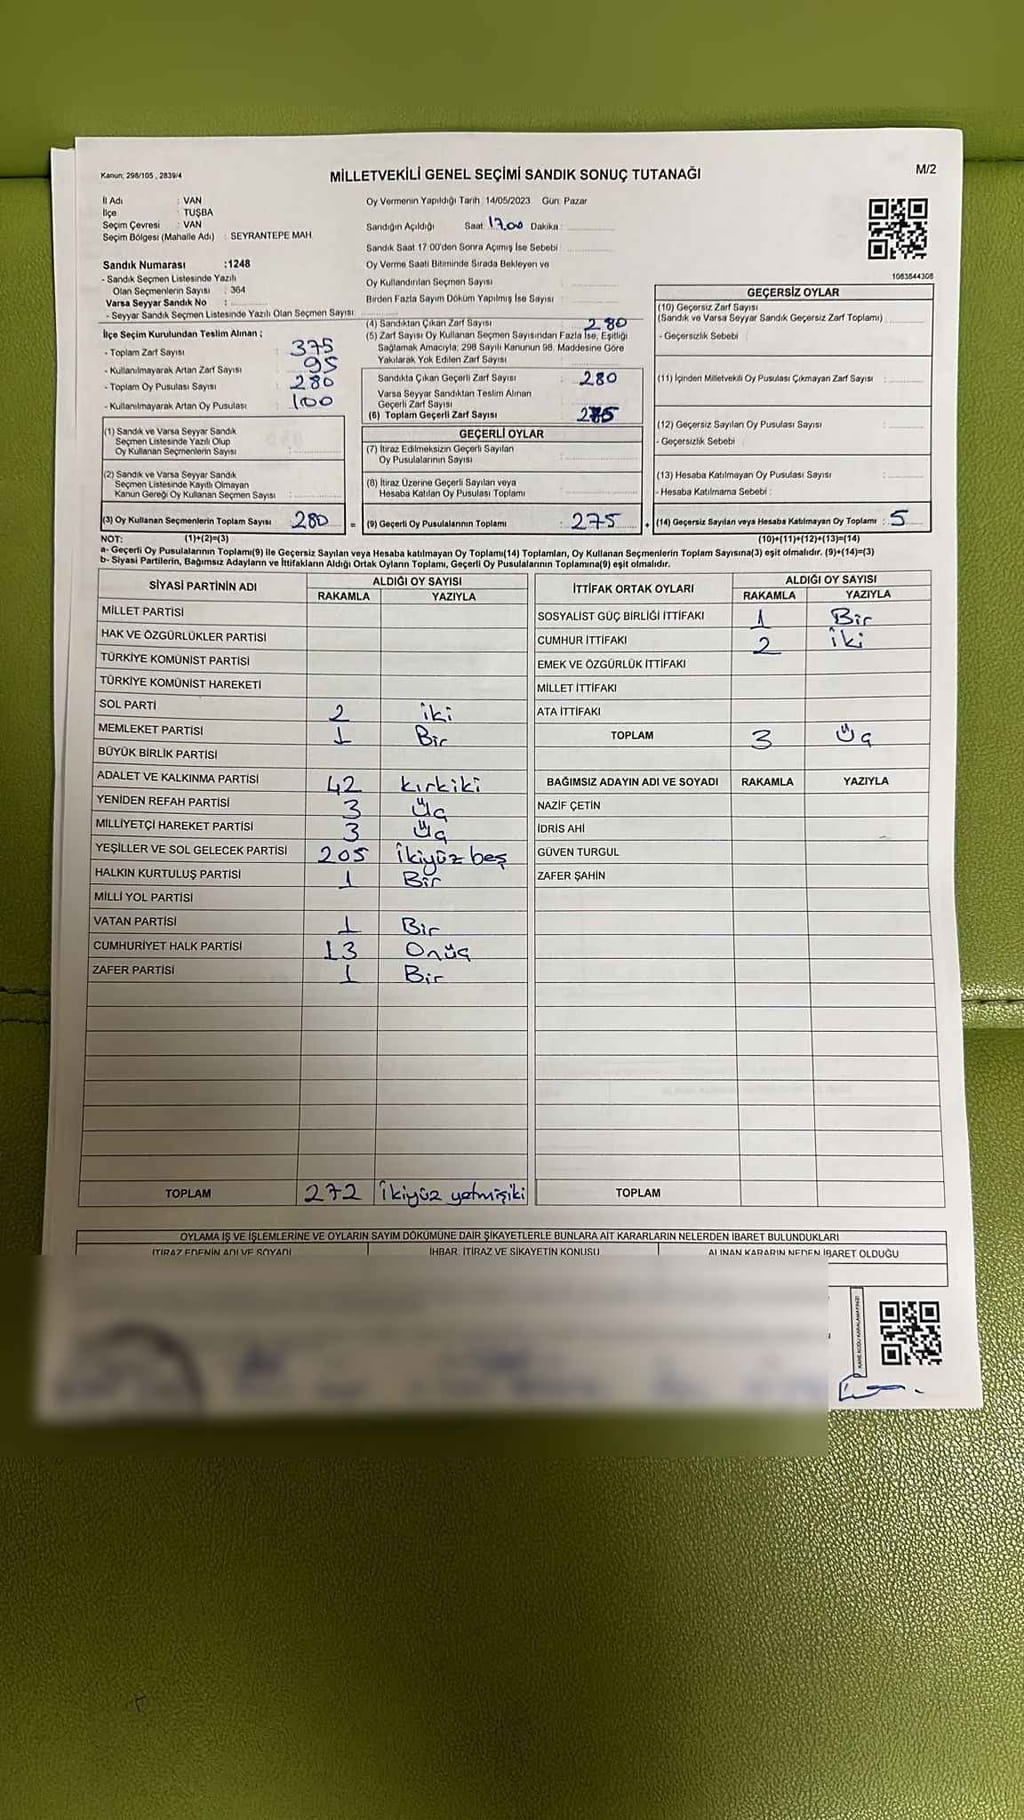 Kanun; 298/105 , 2839/4
MİLLETVEKİLİ GENEL SEÇİMİ SANDIK SONUÇ TUTANAĞI
M/2
İl Adı : VAN
İlçe : TUŞBA
Seçim Çevresi : VAN
Seçim Bölgesi (Mahalle Adı) : SEYRANTEPE MAH.
Sandık Numarası :1248
- Sandık Seçmen Listesinde Yazılı
Olan Seçmenlerin Sayısı : 364
Varsa Seyyar Sandık No :
- Seyyar Sandık Seçmen Listesinde Yazılı Olan Seçmen Sayısı
Oy Vermenin Yapıldığı Tarih 14/05/2023 Gün: Pazar
Sandığın Açıldığı Saat: 17.00 Dakika :
Sandık Saat 17:00'den Sonra Açımış İse Sebebi :
Oy Verme Saati Bitiminde Sırada Bekleyen ve
Oy Kullandırılan Seçmen Sayısı
Birden Fazla Sayım Döküm Yapılmış İse Sayısı :
1083844308
İlçe Seçim Kurulundan Teslim Alınan ;
- Toplam Zarf Sayısı : 375
- Kullanılmayarak Artan Zarf Sayısı : 95
- Toplam Oy Pusulası Sayısı : 280
- Kullanılmayarak Artan Oy Pusulası : 100
(1) Sandık ve Varsa Seyyar Sandık
Seçmen Listesinde Yazılı Olup
Oy Kullanan Seçmenlerin Sayısı :
(2) Sandık ve Varsa Seyyar Sandık
Seçmen Listesinde Kayıtlı Olmayan
Kanun Gereği Oy Kullanan Seçmen Sayısı :
(3) Oy Kullanan Seçmenlerin Toplam Sayısı 280 =
(4) Sandıktan Çıkan Zarf Sayısı : 280
(5) Zarf Sayısı Oy Kullanan Seçmen Sayısından Fazla İse, Eşitliği
Sağlamak Amacıyla; 298 Sayılı Kanunun 98. Maddesine Göre
Yakılarak Yok Edilen Zarf Sayısı
Sandıkta Çıkan Geçerli Zarf Sayısı : 280
Varsa Seyyar Sandıktan Teslim Alınan
Geçerli Zarf Sayısı
(6) Toplam Geçerli Zarf Sayısı
GEÇERLİ OYLAR
(7) İtiraz Edilmeksizin Geçerli Sayılan
Oy Pusulalarının Sayısı :
(8) İtiraz Üzerine Geçerli Sayılan veya
Hesaba Katılan Oy Pusulası Toplamı :
(9) Geçerli Oy Pusulalarının Toplamı : 275 +
GEÇERSİZ OYLAR
(10) Geçersiz Zarf Sayısı
(Sandık ve Varsa Seyyar Sandık Geçersiz Zarf Toplamı) :
- Geçersizlik Sebebi :
(11) İçinden Milletvekili Oy Pusulası Çıkmayan Zarf Sayısı :
(12) Geçersiz Sayılan Oy Pusulası Sayısı :
- Geçersizlik Sebebi :
(13) Hesaba Katılmayan Oy Pusulası Sayısı :
- Hesaba Katılmama Sebebi :
(14) Geçersiz Sayılan veya Hesaba Katılmayan Oy Toplamı : 5
NOT: (1)+(2)=(3) (10)+(11)+(12)+(13)=(14)
a- Geçerli Oy Pusulalarının Toplamı(9) ile Geçersiz Sayılan veya Hesaba katılmayan Oy Toplamı(14) Toplamları, Oy Kullanan Seçmenlerin Toplam Sayısına(3) eşit olmalıdır. (9)+(14)=(3)
b- Siyasi Partilerin, Bağımsız Adayların ve İttifakların Aldığı Ortak Oyların Toplamı, Geçerli Oy Pusulalarının Toplamına(9) eşit olmalıdır.
SİYASİ PARTİNİN ADI ALDIĞI OY SAYISI
RAKAMLA YAZIYLA
MİLLET PARTİSİ
HAK VE ÖZGÜRLÜKLER PARTİSİ
TÜRKİYE KOMÜNİST PARTİSİ
TÜRKİYE KOMÜNİST HAREKETİ
SOL PARTİ 2 iki
MEMLEKET PARTİSİ 1 Bir
BÜYÜK BİRLİK PARTİSİ
ADALET VE KALKINMA PARTİSİ 42 kırkiki
YENİDEN REFAH PARTİSİ 3 Üç
MİLLİYETÇİ HAREKET PARTİSİ 3 Üç
YEŞİLLER VE SOL GELECEK PARTİSİ 205 İkiyüz beş
HALKIN KURTULUŞ PARTİSİ 1 Bir
MİLLİ YOL PARTİSİ
VATAN PARTİSİ 1 Bir
CUMHURİYET HALK PARTİSİ 13 Onüç
ZAFER PARTİSİ 1 Bir
TOPLAM 272 İkiyüz yetmişiki
İTTİFAK ORTAK OYLARI ALDIĞI OY SAYISI
RAKAMLA YAZIYLA
SOSYALİST GÜÇ BİRLİĞİ İTTİFAKI 1 Bir
CUMHUR İTTİFAKI 2 iki
EMEK VE ÖZGÜRLÜK İTTİFAKI
MİLLET İTTİFAKI
ATA İTTİFAKI
TOPLAM 3 Üç
BAĞIMSIZ ADAYIN ADI VE SOYADI RAKAMLA YAZIYLA
NAZİF ÇETİN
İDRİS AHİ
GÜVEN TURGUL
ZAFER ŞAHİN
TOPLAM
OYLAMA İŞ VE İŞLEMLERİNE VE OYLARIN SAYIM DÖKÜMÜNE DAİR ŞİKAYETLERLE BUNLARA AİT KARARLARIN NELERDEN İBARET BULUNDUKLARI
İTİRAZ EDENİN ADI VE SOYADI İHBAR, İTİRAZ VE ŞİKAYETİN KONUSU ALINAN KARARIN NEDEN İBARET OLDUĞU